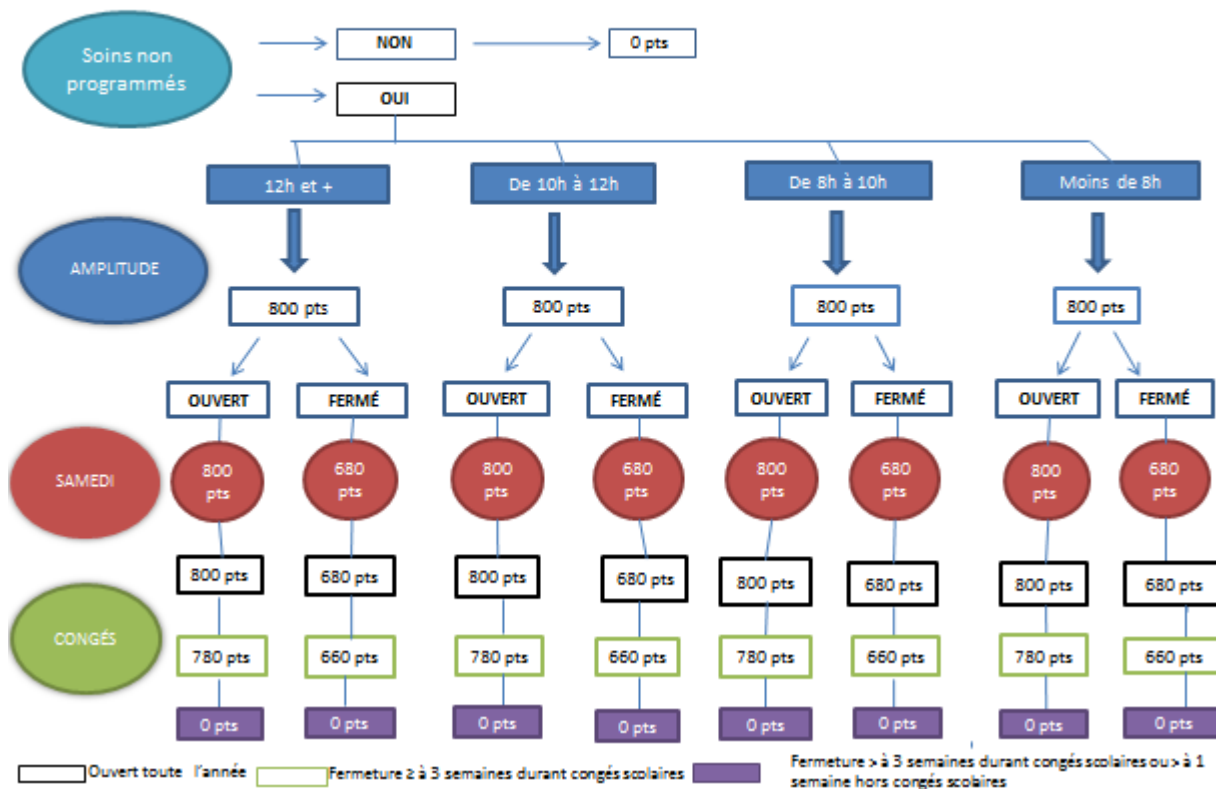 Soins non
programmés
NON
0 pts
OUI
12h et +
De 10h à 12h
De 8h à 10h
Moins de 8h
AMPLITUDE
800 pts
800 pts
800 pts
800 pts
OUVERT
FERMÉ
OUVERT
FERMÉ
OUVERT
FERMÉ
OUVERT
FERMÉ
SAMEDI
800
pts
680
pts
800
pts
680
pts
800
pts
680
pts
800
pts
680
pts
CONGÉS
800 pts
680 pts
800 pts
680 pts
800 pts
680 pts
800 pts
680 pts
780 pts
660 pts
780 pts
660 pts
780 pts
660 pts
780 pts
660 pts
0 pts
0 pts
0 pts
0 pts
0 pts
0 pts
0 pts
0 pts
Ouvert toute l'année
Fermeture ≥ à 3 semaines durant congés scolaires
Fermeture > à 3 semaines durant congés scolaires ou > à 1
semaine hors congés scolaires